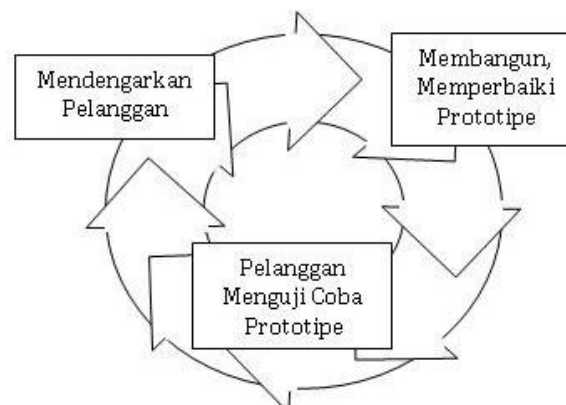 Mendengarkan
Pelanggan
Membangun,
Memperbaiki
Prototipe
Pelanggan
Menguji Coba
Prototipe